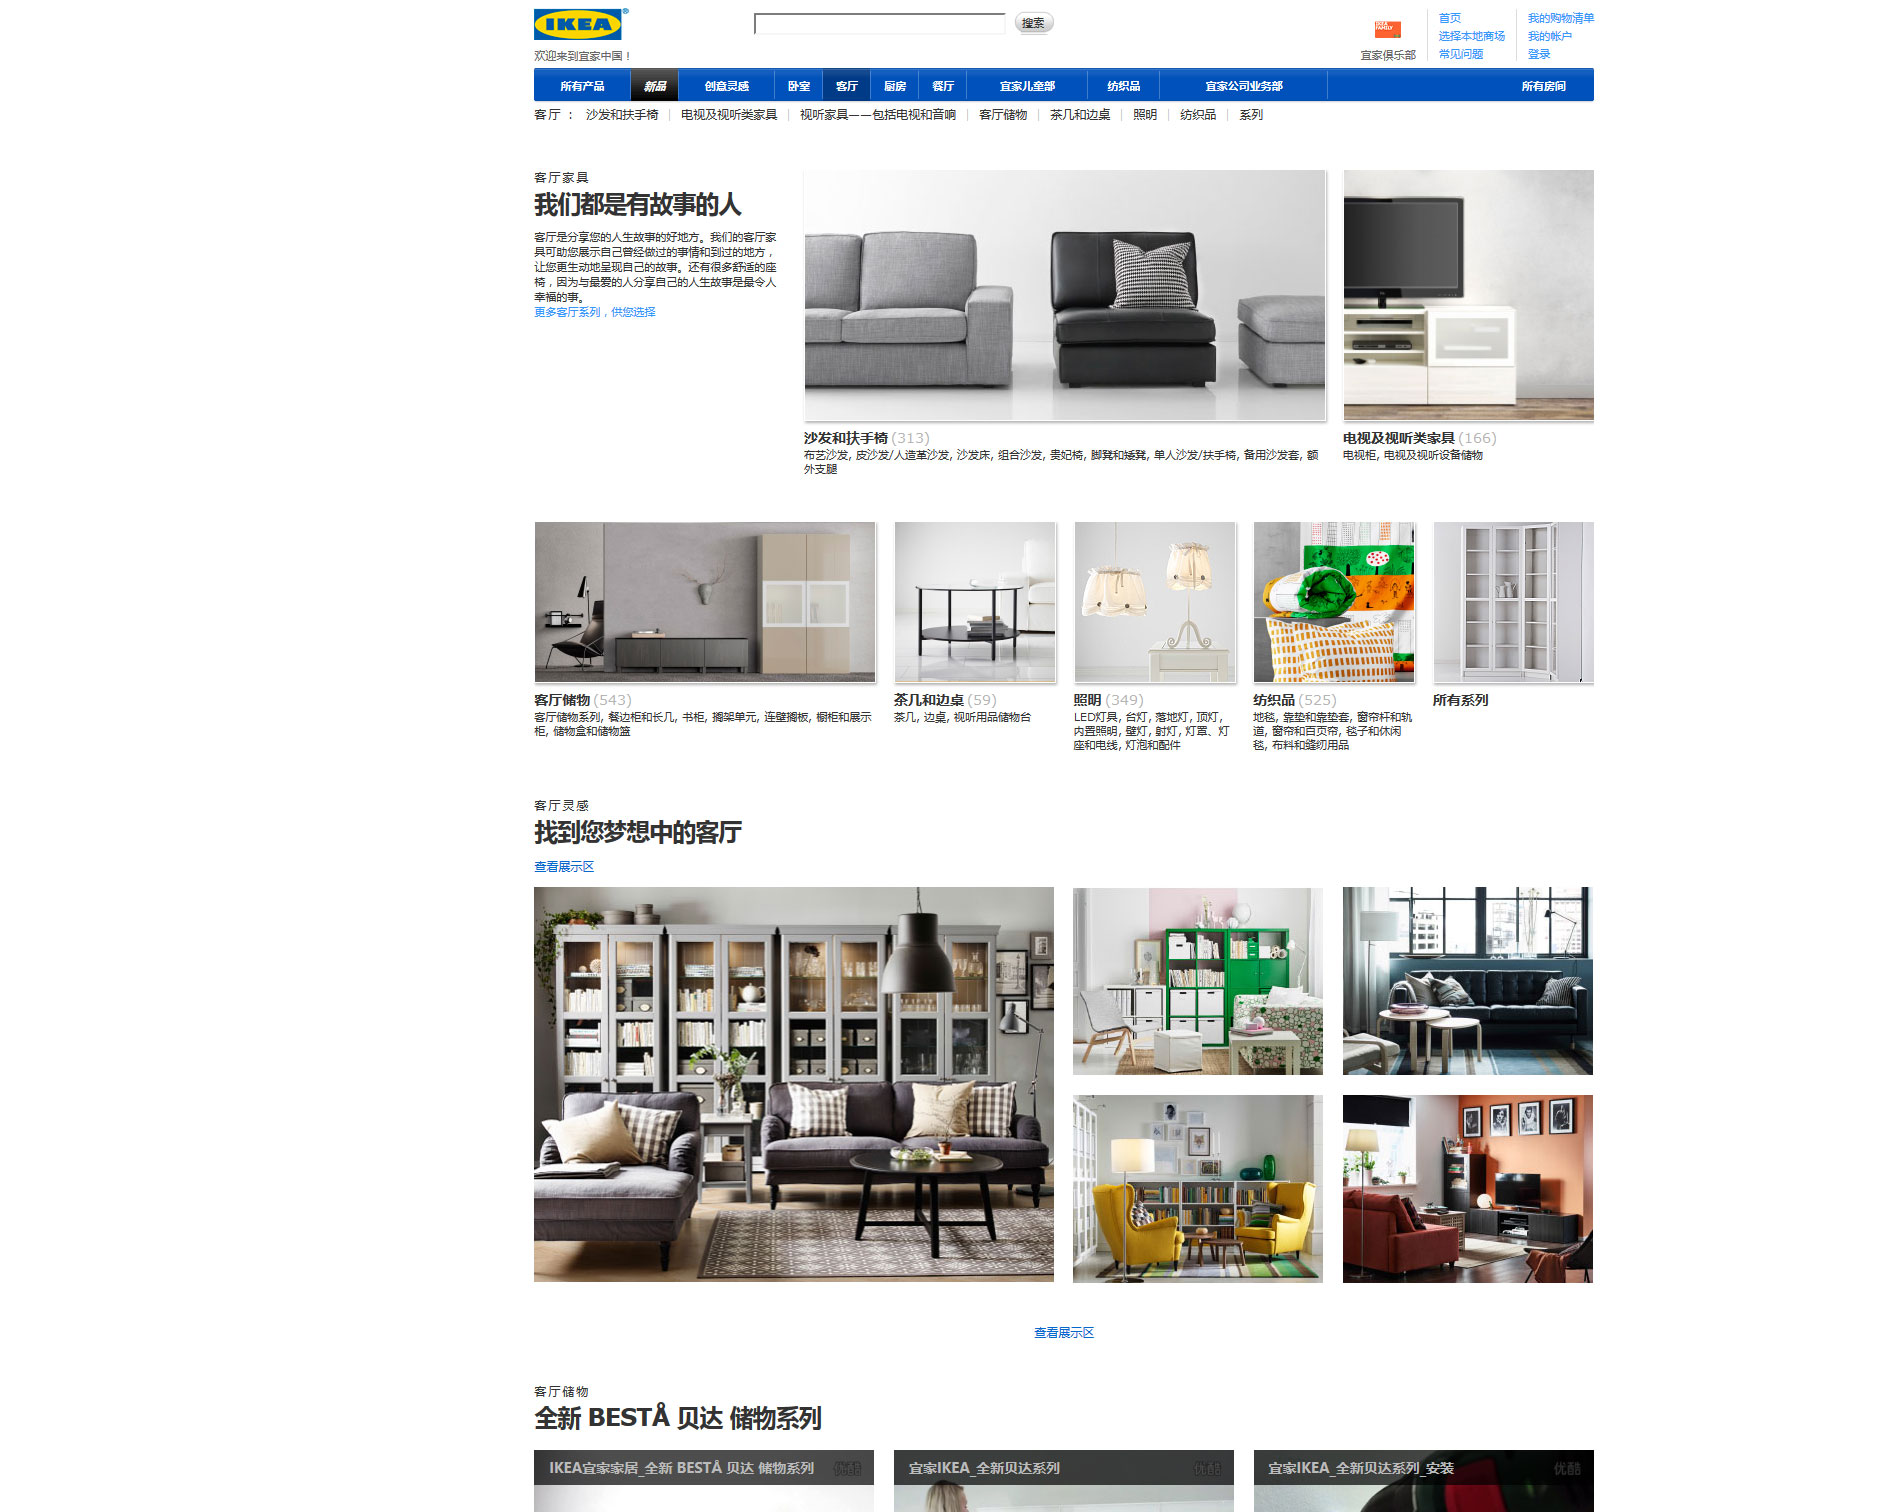 IKEA
®
搜索
IKEA FAMILY
宜家俱乐部
首页
选择本地商场
常见问题
我的购物清单
我的帐户
登录
欢迎来到宜家中国！
所有产品 新品 创意灵感 卧室 客厅 厨房 餐厅 宜家儿童部 纺织品 宜家公司业务部 所有房间
客厅 ： 沙发和扶手椅 电视及视听类家具 视听家具——包括电视和音响 客厅储物 茶几和边桌 照明 纺织品 系列
客厅家具
我们都是有故事的人
客厅是分享您的人生故事的好地方。我们的客厅家
具可助您展示自己曾经做过的事情和到过的地方，
让您更生动地呈现自己的故事。还有很多舒适的座
椅，因为与最爱的人分享自己的人生故事是最令人
幸福的事。
更多客厅系列，供您选择
沙发和扶手椅 (313)
布艺沙发, 皮沙发/人造革沙发, 沙发床, 组合沙发, 贵妃椅, 脚凳和矮凳, 单人沙发/扶手椅, 备用沙发套, 额
外支腿
电视及视听类家具 (166)
电视柜, 电视及视听设备储物
客厅储物 (543)
客厅储物系列, 餐边柜和长几, 书柜, 搁架单元, 连壁搁板, 橱柜和展示
柜, 储物盒和储物篮
茶几和边桌 (59)
茶几, 边桌, 视听用品储物台
照明 (349)
LED灯具, 台灯, 落地灯, 顶灯,
内置照明, 壁灯, 射灯, 灯罩、灯
座和电线, 灯泡和配件
纺织品 (525)
地毯, 靠垫和靠垫套, 窗帘杆和轨
道, 窗帘和百页帘, 毯子和休闲
毯, 布料和缝纫用品
所有系列
客厅灵感
找到您梦想中的客厅
查看展示区
查看展示区
客厅储物
全新 BESTÅ 贝达 储物系列
IKEA宜家家居_全新 BESTÅ 贝达 储物系列 优酷
宜家IKEA_全新贝达系列 优酷
宜家IKEA_全新贝达系列_安装 优酷